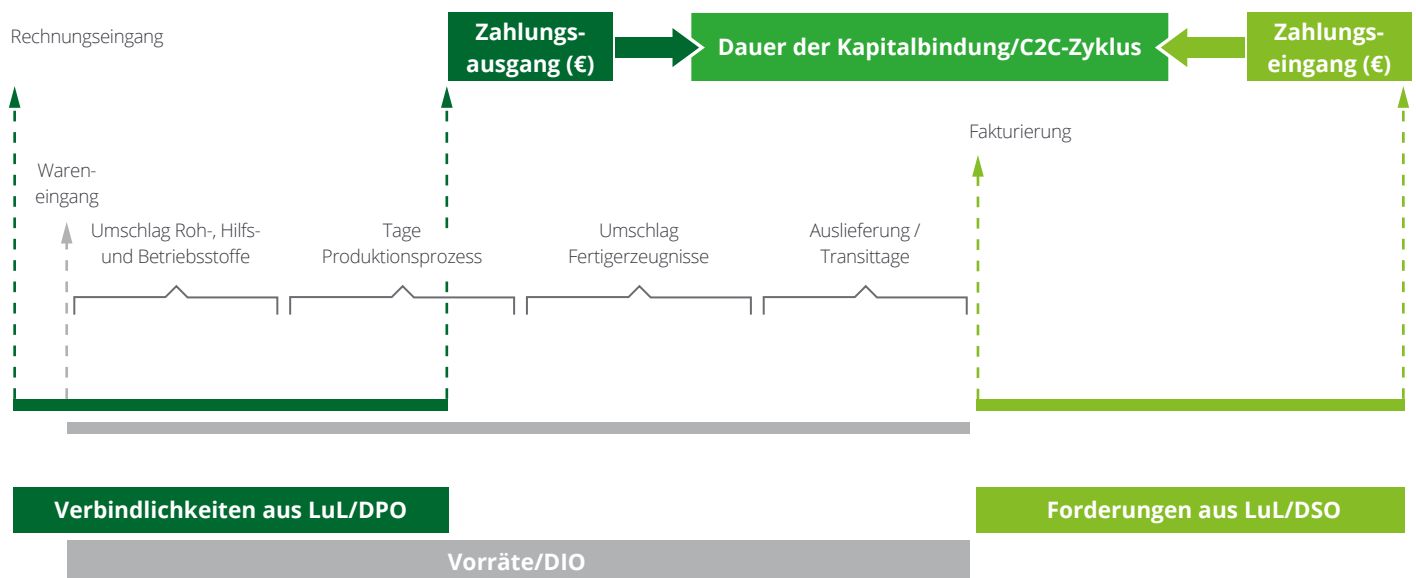 Rechnungseingang
Zahlungs-
ausgang (€)
Dauer der Kapitalbindung/C2C-Zyklus
Zahlungs-
eingang (€)
Fakturierung
Waren-
eingang
Umschlag Roh-, Hilfs-
und Betriebsstoffe
Tage
Produktionsprozess
Umschlag
Fertigerzeugnisse
Auslieferung /
Transittage
Verbindlichkeiten aus LuL/DPO
Forderungen aus LuL/DSO
Vorräte/DIO